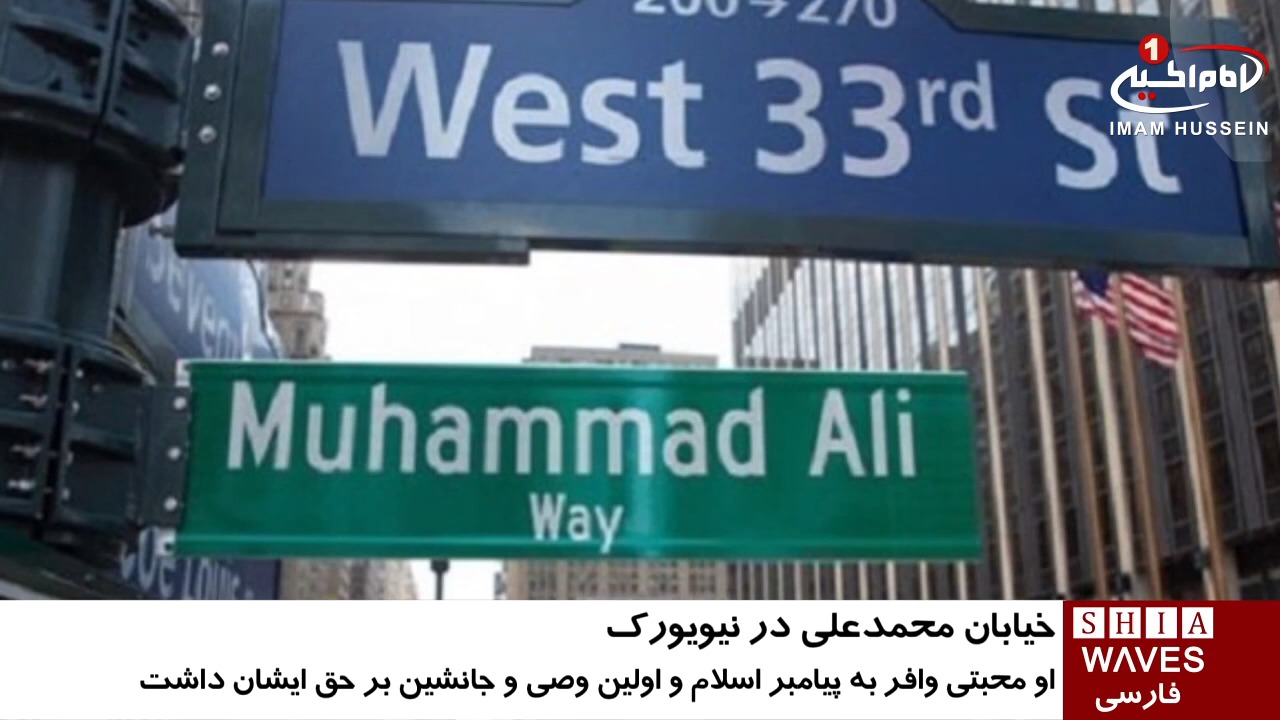 200→270
West 33rd St
1
امام حسین
IMAM HUSSEIN
Seven
Muhammad Ali
Way
خیابان محمدعلی در نیویورک
او محبتی وافر به پیامبر اسلام و اولین وصی و جانشین بر حق ایشان داشت
SHIA
WAVES
فارسی